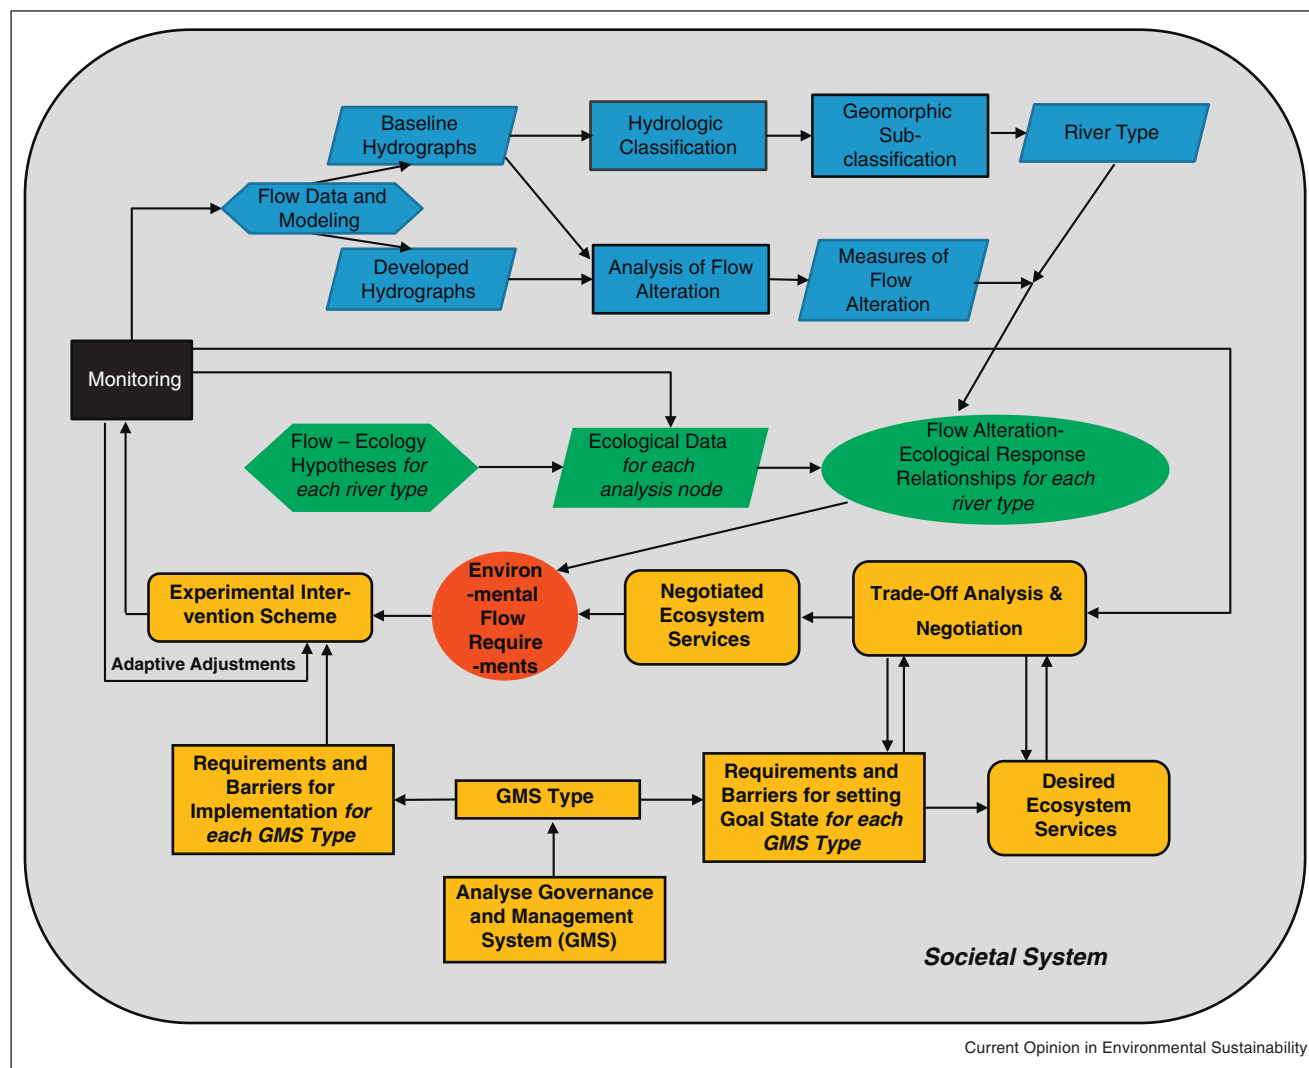 Baseline
Hydrographs
Hydrologic
Classification
Geomorphic
Sub-
classification
River Type
Flow Data and
Modeling
Developed
Hydrographs
Analysis of Flow
Alteration
Measures of
Flow
Alteration
Monitoring
Flow – Ecology
Hypotheses for
each river type
Ecological Data
for each
analysis node
Flow Alteration-
Ecological Response
Relationships for each
river type
Experimental Inter-
vention Scheme
Environ
-mental
Flow
Require
-ments
Negotiated
Ecosystem
Services
Trade-Off Analysis &
Negotiation
Adaptive Adjustments
Requirements and
Barriers for
Implementation for
each GMS Type
GMS Type
Requirements and
Barriers for setting
Goal State for each
GMS Type
Desired
Ecosystem
Services
Analyse Governance
and Management
System (GMS)
Societal System
Current Opinion in Environmental Sustainability